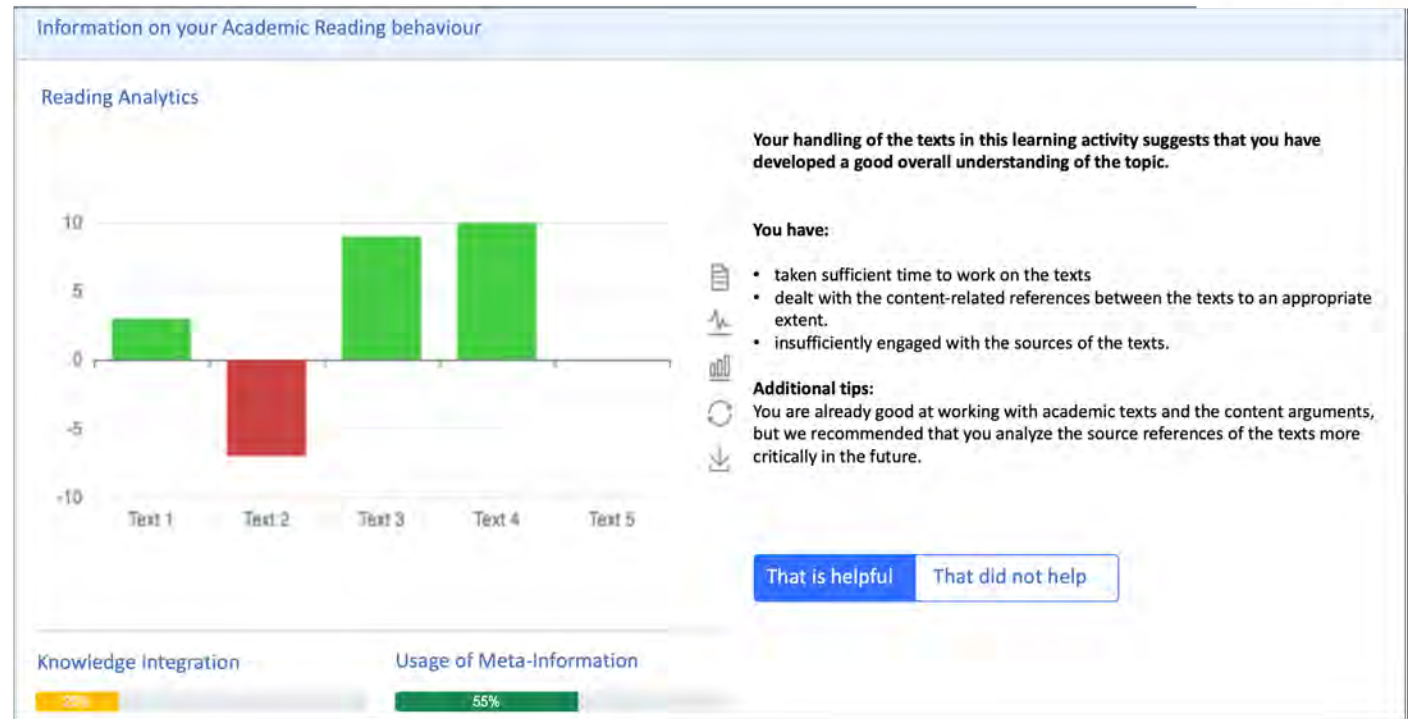 Information on your Academic Reading behaviour
Reading Analytics
10
5
0
-5
-10
Text 1 Text 2 Text 3 Text 4 Text 5
Your handling of the texts in this learning activity suggests that you have
developed a good overall understanding of the topic.
You have:
• taken sufficient time to work on the texts
• dealt with the content-related references between the texts to an appropriate
extent.
• insufficiently engaged with the sources of the texts.
Additional tips:
You are already good at working with academic texts and the content arguments,
but we recommended that you analyze the source references of the texts more
critically in the future.
That is helpful That did not help
Knowledge Integration Usage of Meta-Information
55%